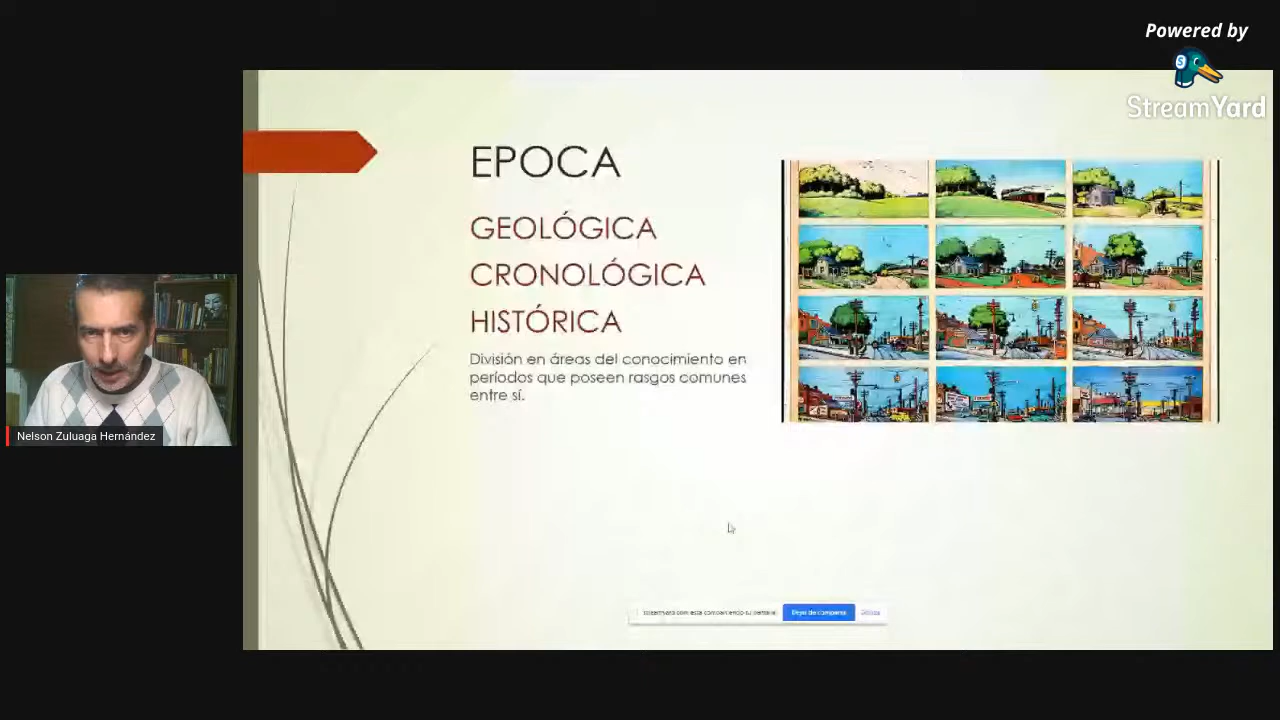 Powered by
StreamYard
EPOCA
GEOLÓGICA
CRONOLÓGICA
HISTÓRICA
División en áreas del conocimiento en
períodos que poseen rasgos comunes
entre sí.
Nelson Zuluaga Hernández